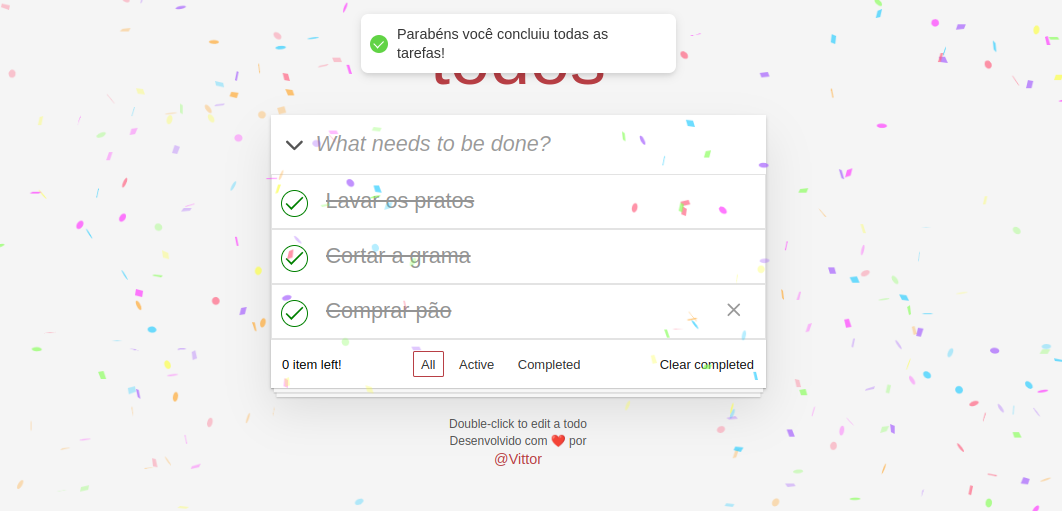 Parabéns você concluiu todas as
tarefas!
todos
What needs to be done?
Lavar os pratos
Cortar a grama
Comprar pão
0 item left!
All
Active
Completed
Clear completed
Double-click to edit a todo
Desenvolvido com ❤️ por
@Vittor